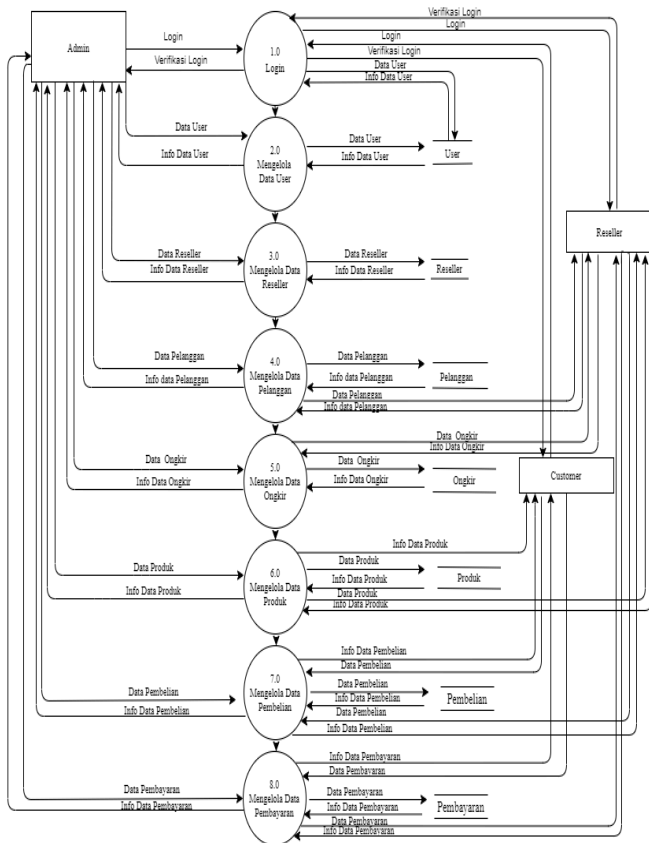 Verifikasi Login
Login
Login
Verifikasi Login
Data User
Info Data User
Admin
Login
Verifikasi Login
1.0
Login
Data User
Info Data User
2.0
Mengelola
Data User
Data User
Info Data User
User
Reseller
Data Reseller
Info Data Reseller
3.0
Mengelola Data
Reseller
Data Reseller
Info Data Reseller
Reseller
Data Pelanggan
Info data Pelanggan
4.0
Mengelola Data
Pelanggan
Data Pelanggan
Info data Pelanggan
Pelanggan
Data Pelanggan
Info data Pelanggan
Data Ongkir
Info Data Ongkir
Data Ongkir
Info Data Ongkir
5.0
Mengelola Data
Ongkir
Data Ongkir
Info Data Ongkir
Ongkir
Customer
Info Data Produk
Data Produk
Info Data Produk
6.0
Mengelola Data
Produk
Data Produk
Info Data Produk
Produk
Data Produk
Info Data Produk
Info Data Pembelian
Data Pembelian
Data Pembelian
Info Data Pembelian
7.0
Mengelola Data
Pembelian
Data Pembelian
Info Data Pembelian
Pembelian
Data Pembelian
Info Data Pembelian
Info Data Pembayaran
Data Pembayaran
Data Pembayaran
Info Data Pembayaran
8.0
Mengelola Data
Pembayaran
Data Pembayaran
Info Data Pembayaran
Pembayaran
Data Pembayaran
Info Data Pembayaran